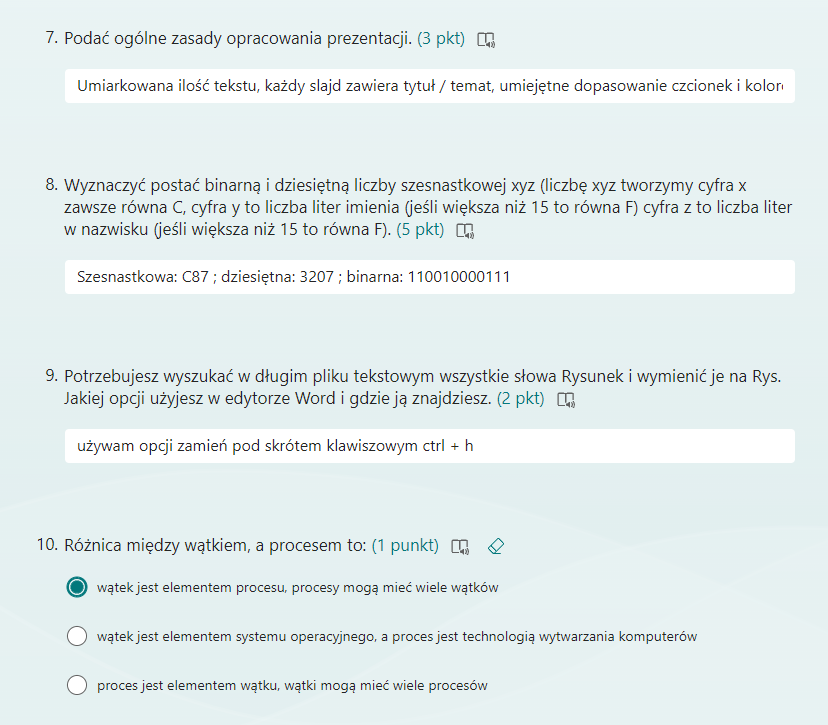 7. Podać ogólne zasady opracowania prezentacji. (3 pkt)
Umiarkowana ilość tekstu, każdy slajd zawiera tytuł / temat, umiejętne dopasowanie czcionek i
8. Wyznaczyć postać binarną i dziesiętną liczby szesnastkowej xyz (liczbę xyz tworzymy cyfra x
zawsze równa C, cyfra y to liczba liter imienia (jeśli większa niż 15 to równa F) cyfra z to liczba liter
w nazwisku (jeśli większa niż 15 to równa F). (5 pkt)
Szesnastkowa: C87 ; dziesiętna: 3207 ; binarna: 110010000111
9. Potrzebujesz wyszukać w długim pliku tekstowym wszystkie słowa Rysunek i wymienić je na Rys.
Jakiej opcji użyjesz w edytorze Word i gdzie ją znajdziesz. (2 pkt)
używam opcji zamień pod skrótem klawiszowym ctrl + h
10. Różnica między wątkiem, a procesem to: (1 punkt)
wątek jest elementem procesu, procesy mogą mieć wiele wątków
wątek jest elementem systemu operacyjnego, a proces jest technologią wytwarzania komputerów
proces jest elementem wątku, wątki mogą mieć wiele procesów